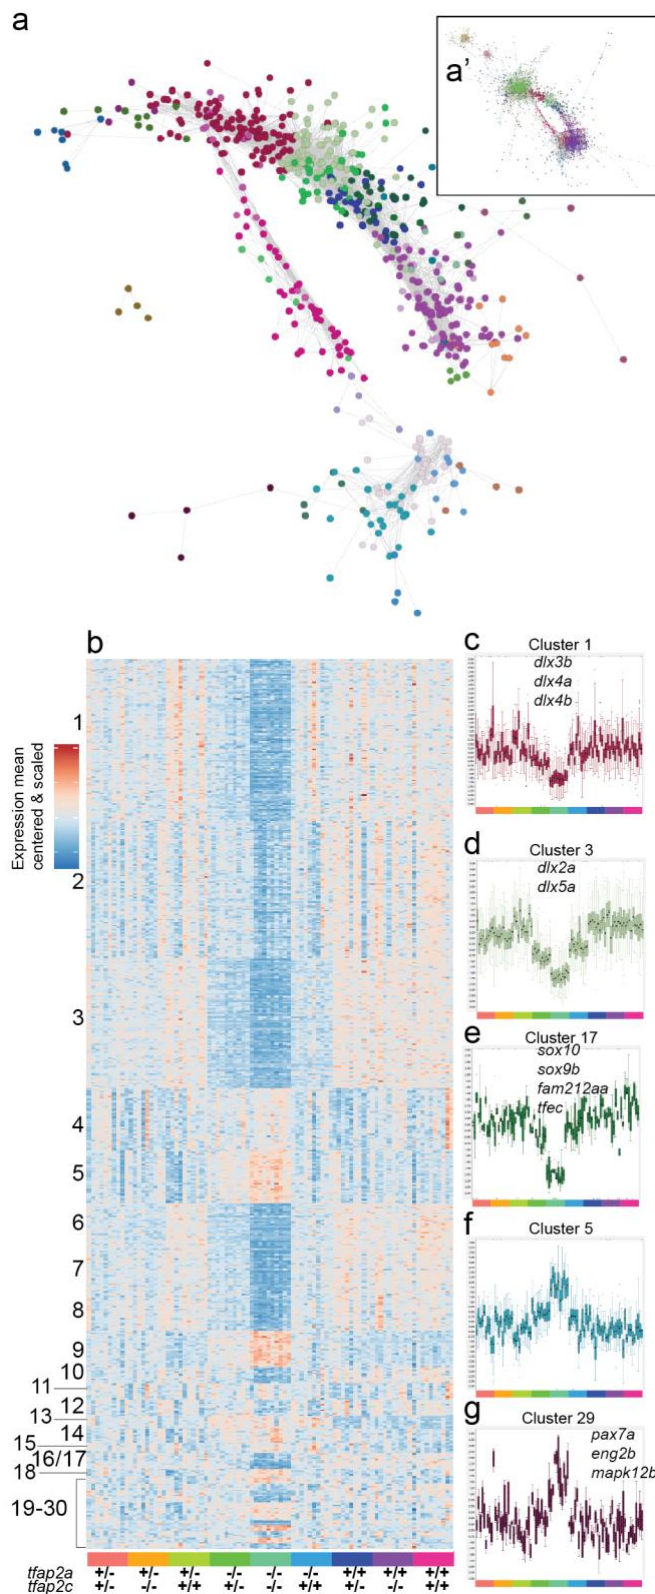 a
a'
b
Expression mean
centered & scaled
1
2
3
4
5
6
7
8
9
10
11
12
13
14
15
16/17
18
19-30
tfap2a +/- +/- +/- -/- -/- -/- +/+ +/+ +/+
tfap2c +/- -/- +/+ +/- -/- +/+ +/- -/- +/+
c
Cluster 1
dlx3b
dlx4a
dlx4b
d
Cluster 3
dlx2a
dlx5a
e
Cluster 17
sox10
sox9b
fam212aa
tfec
f
Cluster 5
g
Cluster 29
pax7a
eng2b
mapk12b